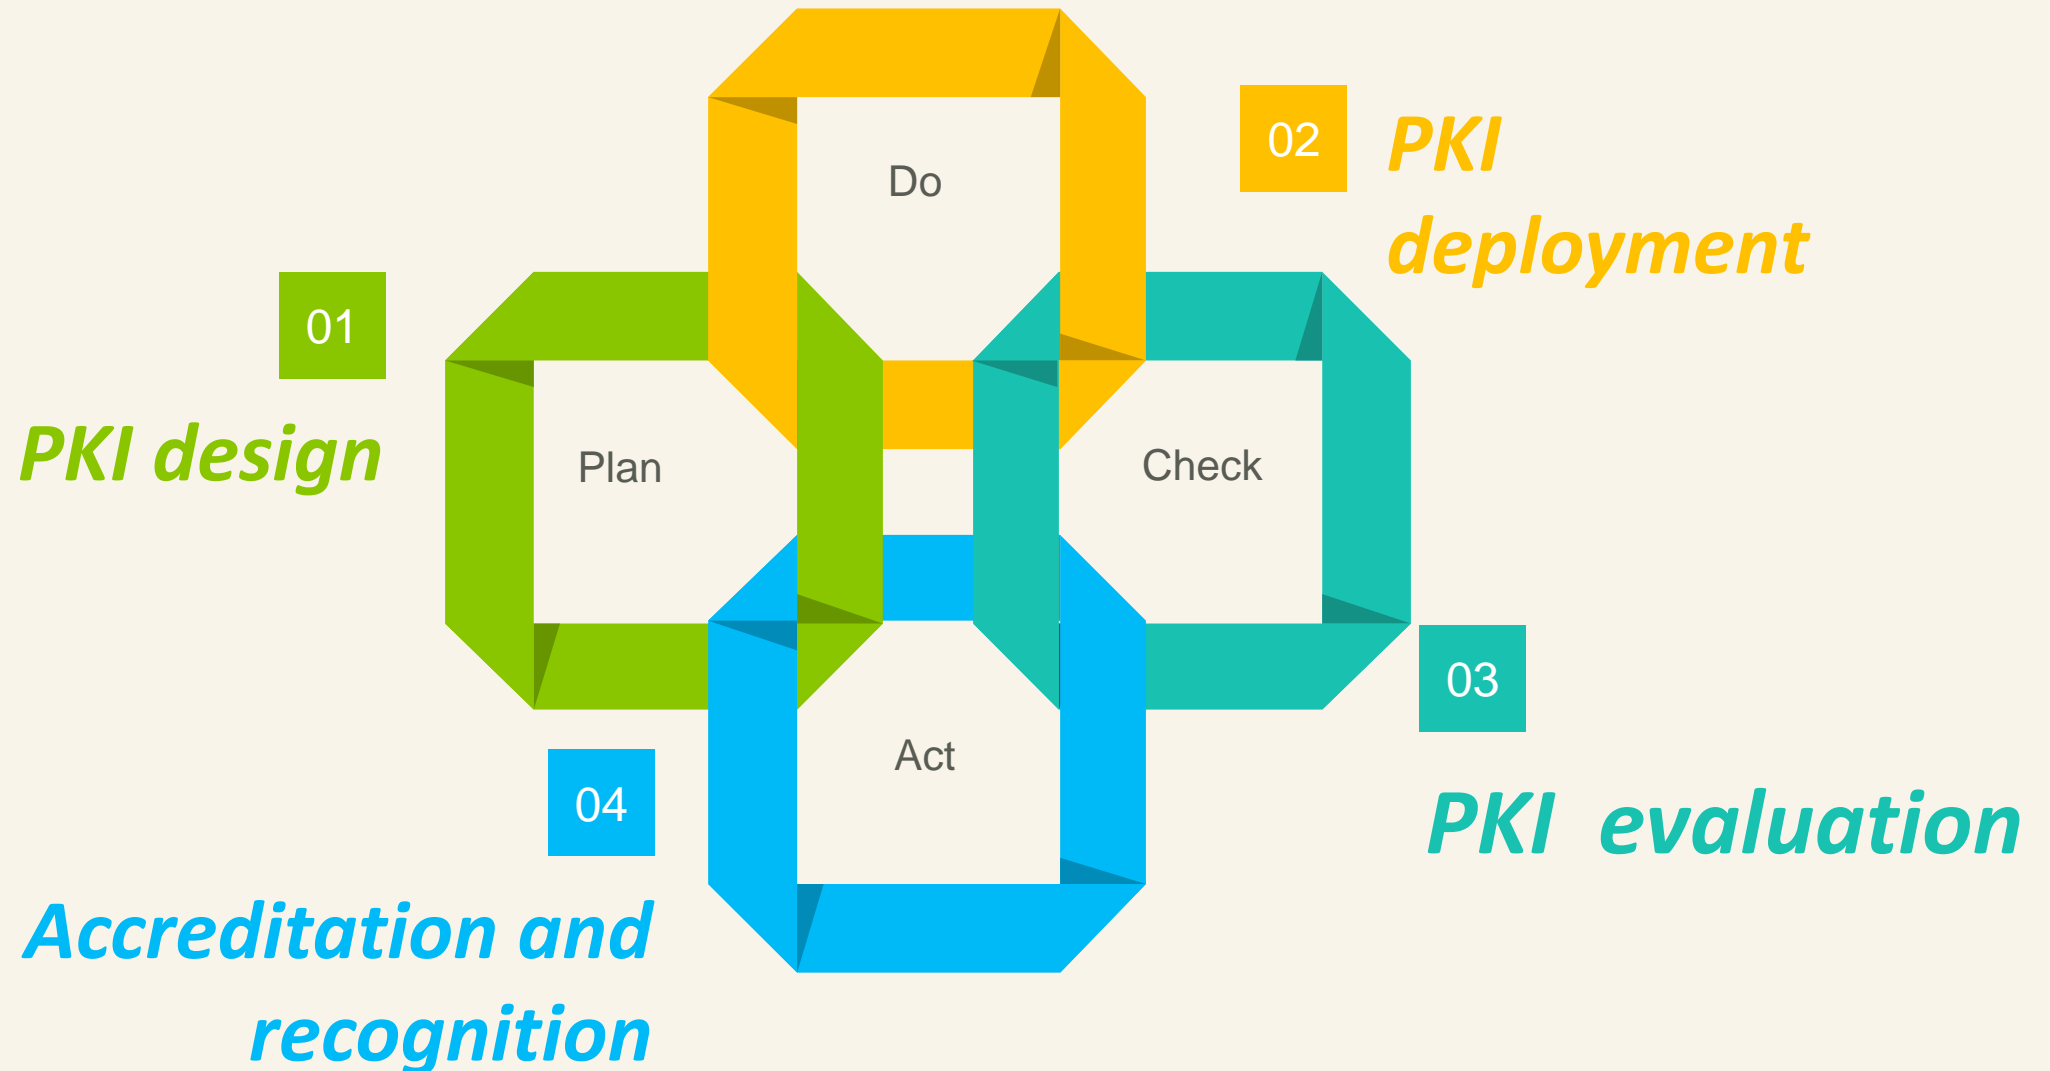 01
PKI design
Plan
02
PKI
deployment
Do
03
PKI evaluation
Check
04
Accreditation and
recognition
Act